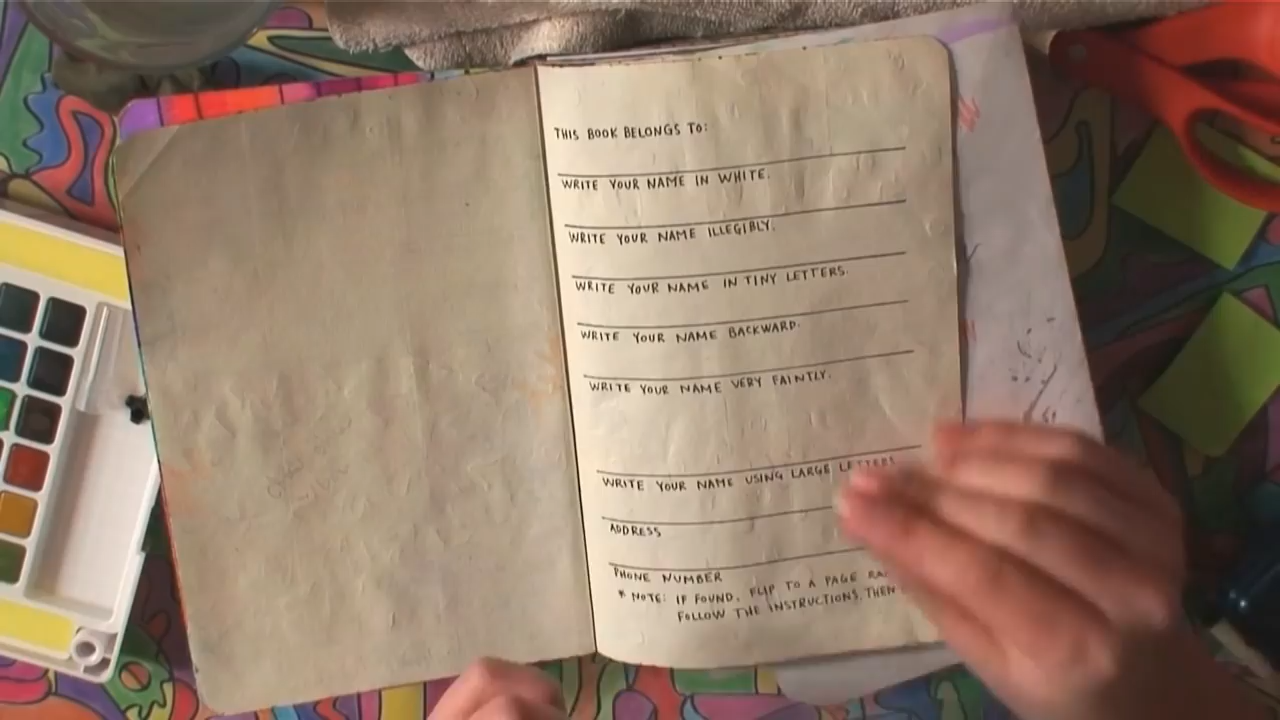 THIS BOOK BELONGS TO:
WRITE YOUR NAME IN WHITE.
WRITE YOUR NAME ILLEGIBLY.
WRITE YOUR NAME IN TINY LETTERS.
WRITE YOUR NAME BACKWARD.
WRITE YOUR NAME VERY FAINTLY.
WRITE YOUR NAME USING LARGE LETTERS
ADDRESS
PHONE NUMBER
* NOTE: IF FOUND, FLIP TO A PAGE
FOLLOW THE INSTRUCTIONS, THEN